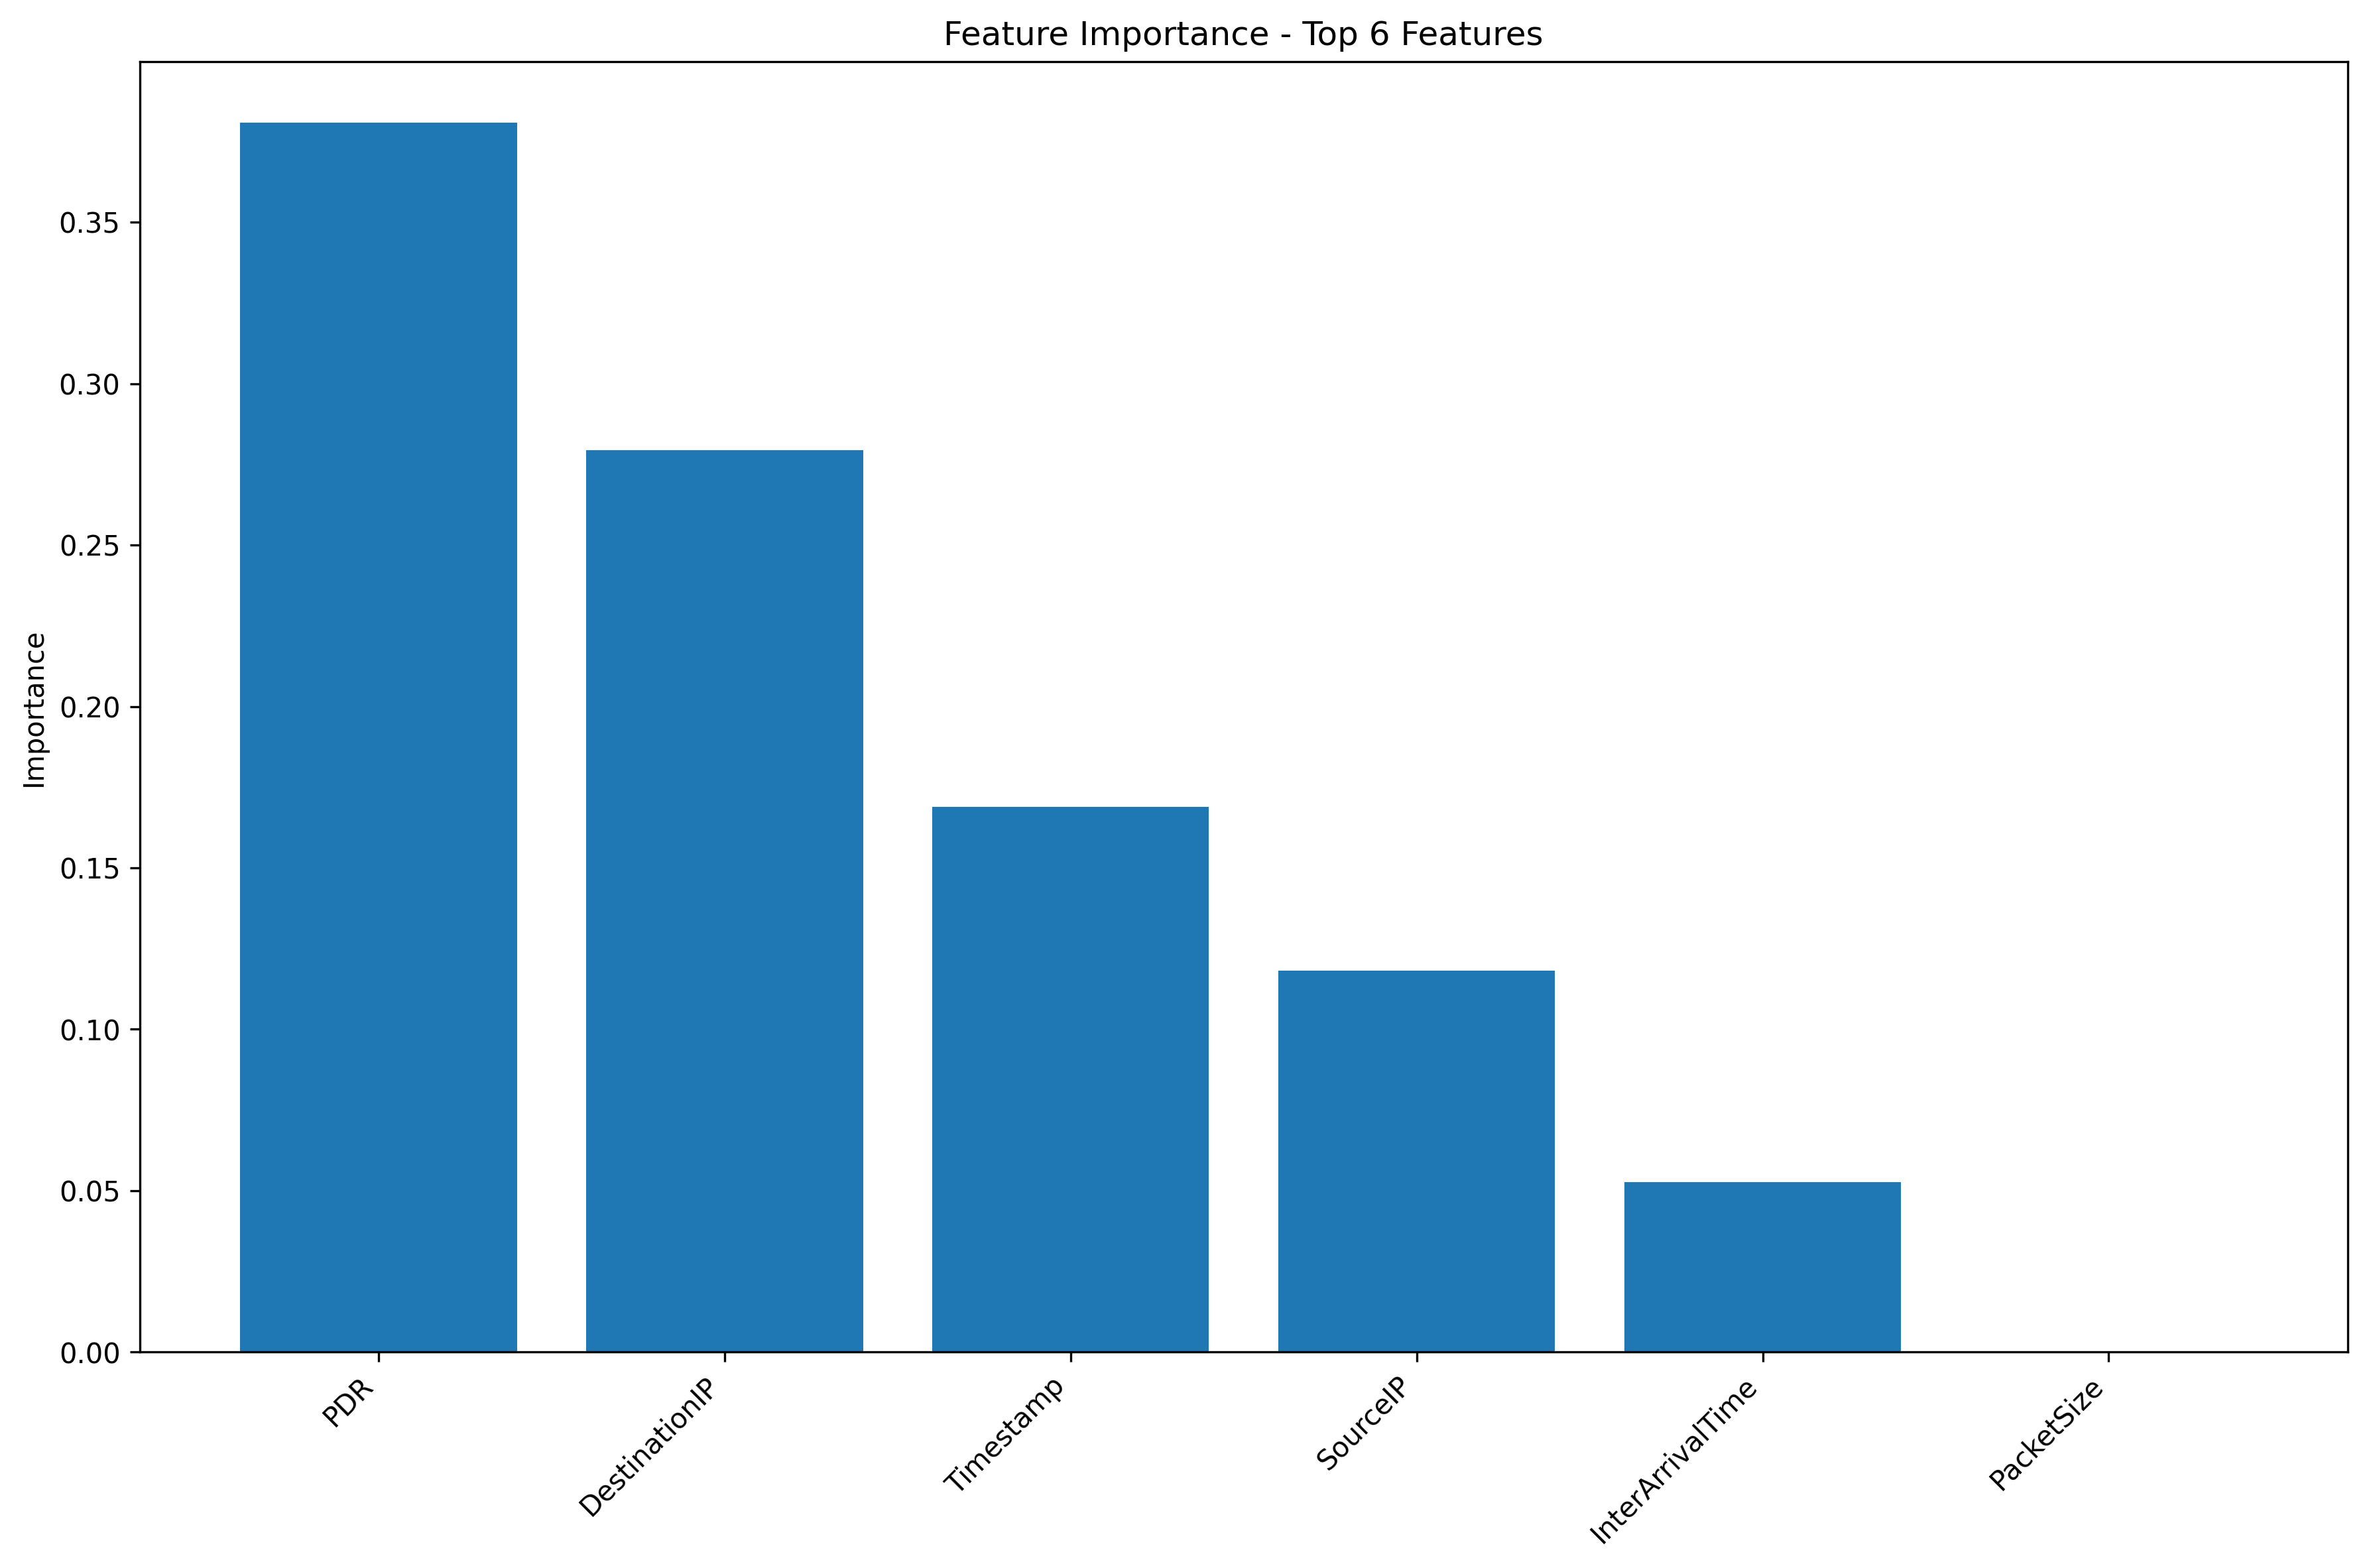 Feature Importance - Top 6 Features
Importance
0.35
0.30
0.25
0.20
0.15
0.10
0.05
0.00
PDR
DestinationIP
Timestamp
SourceIP
InterArrivalTime
PacketSize